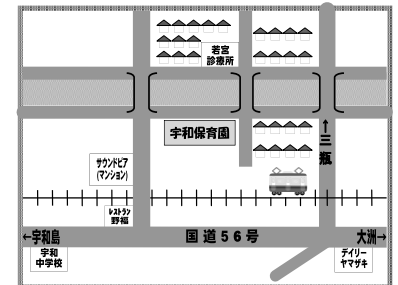 若宮
診療所
宇和保育園
↑三瓶
サウンドピア
(マンション)
レストラン
野福
←宇和島
国道56号
大洲→
宇和
中学校
デイリー
ヤマザキ